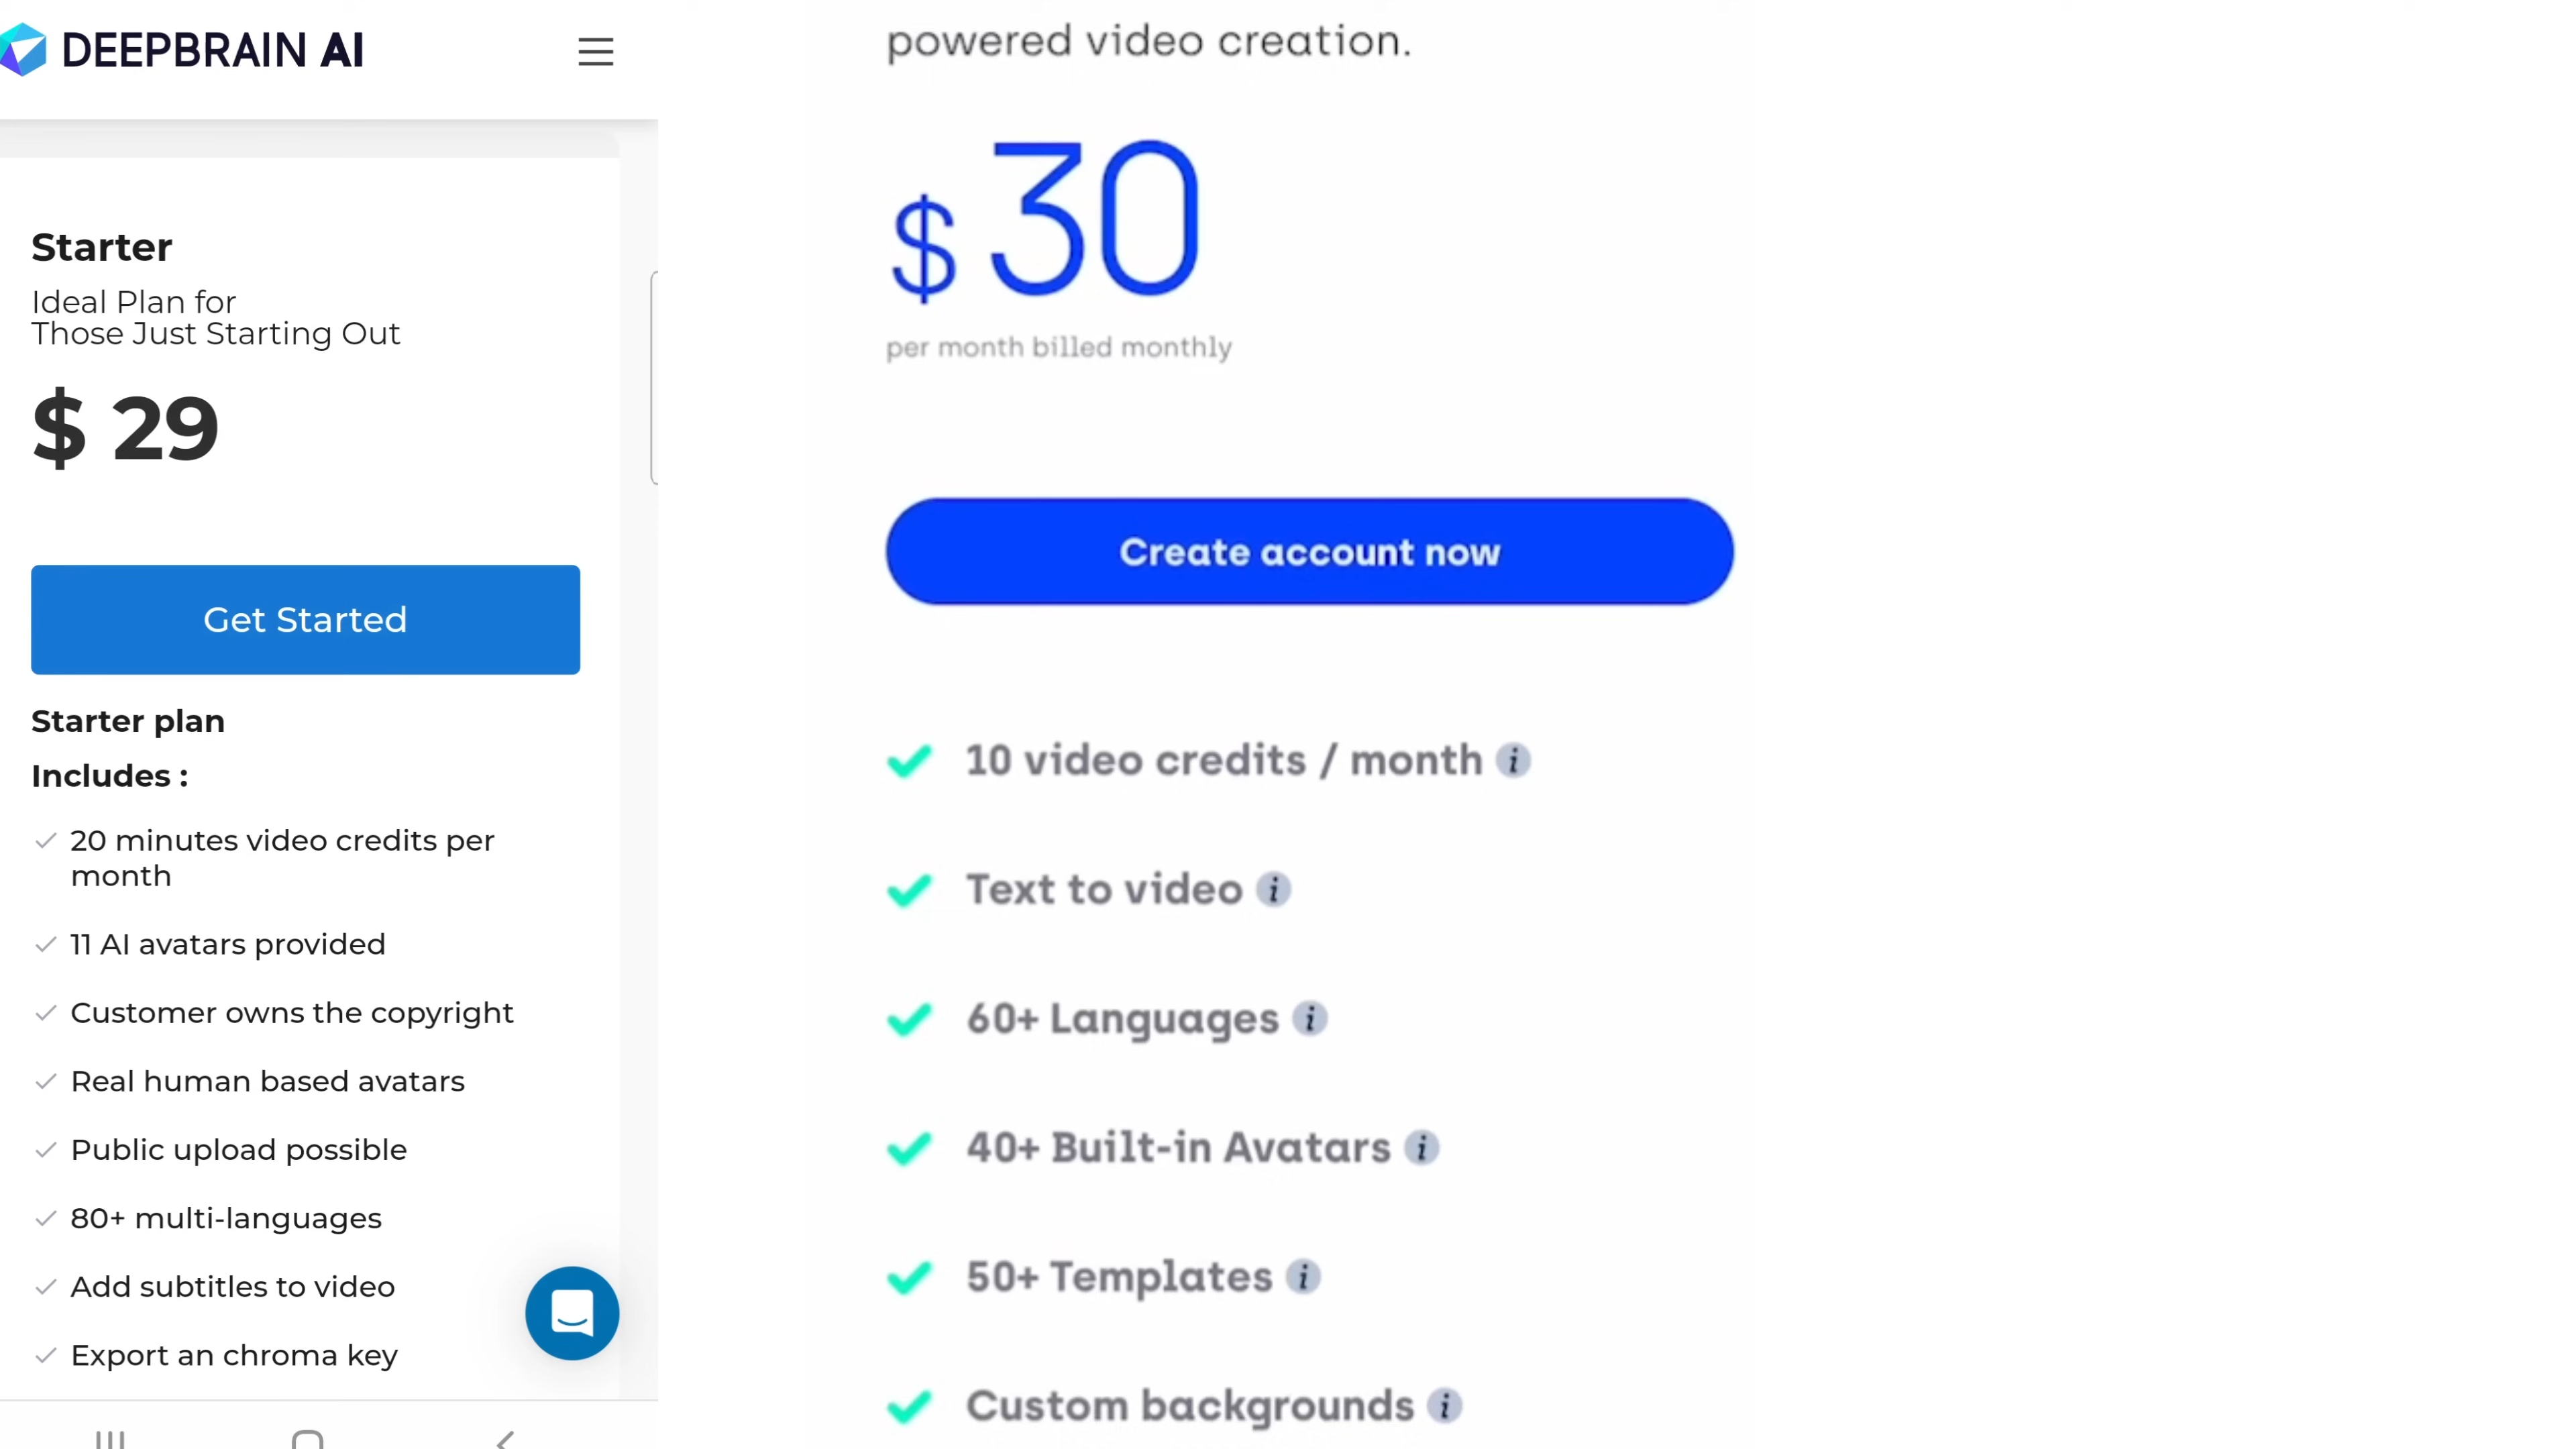 DEEPBRAIN AI
Starter
Ideal Plan for
Those Just Starting Out
$ 29
Get Started
Starter plan
Includes :
20 minutes video credits per
month
11 AI avatars provided
Customer owns the copyright
Real human based avatars
Public upload possible
80+ multi-languages
Add subtitles to video
Export an chroma key
powered video creation.
$ 30
per month billed monthly
Create account now
10 video credits / month i
Text to video i
60+ Languages i
40+ Built-in Avatars i
50+ Templates i
Custom backgrounds i